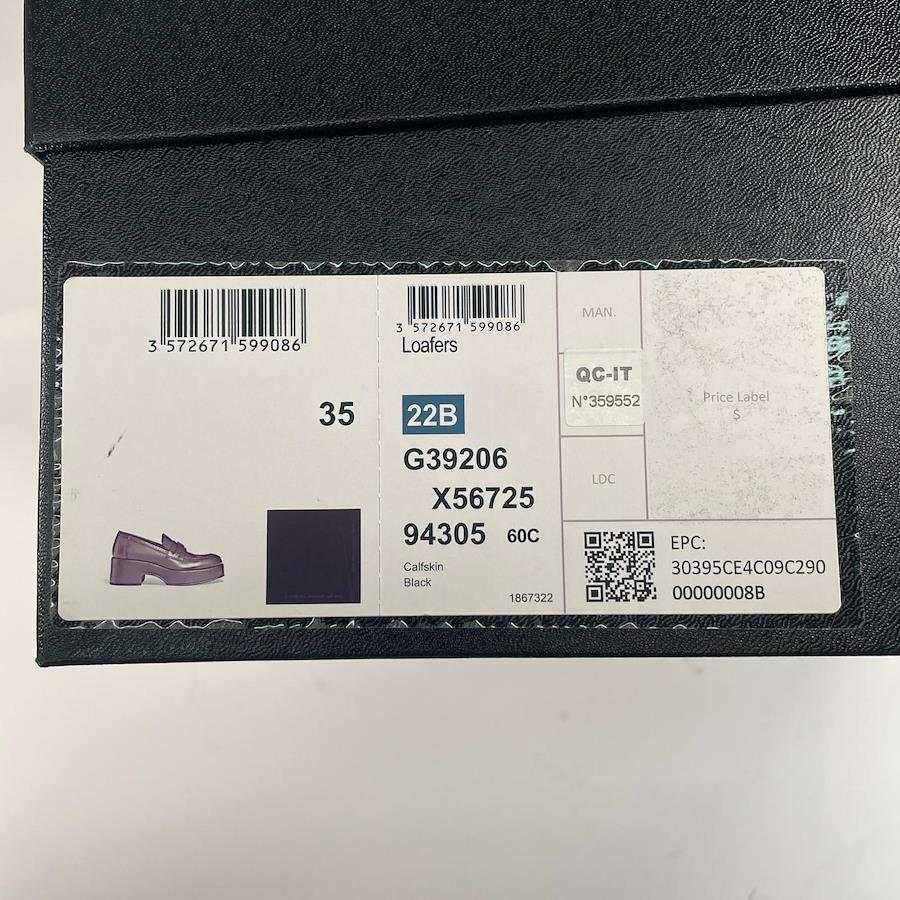 3 572671 599086
35
3 572671 599086
Loafers
22B
G39206
X56725
94305 60C
Calfskin
Black
1867322
MAN.
QC-IT
N°359552
LDC
Price Label
$
EPC:
30395CE4C09C290
00000008B